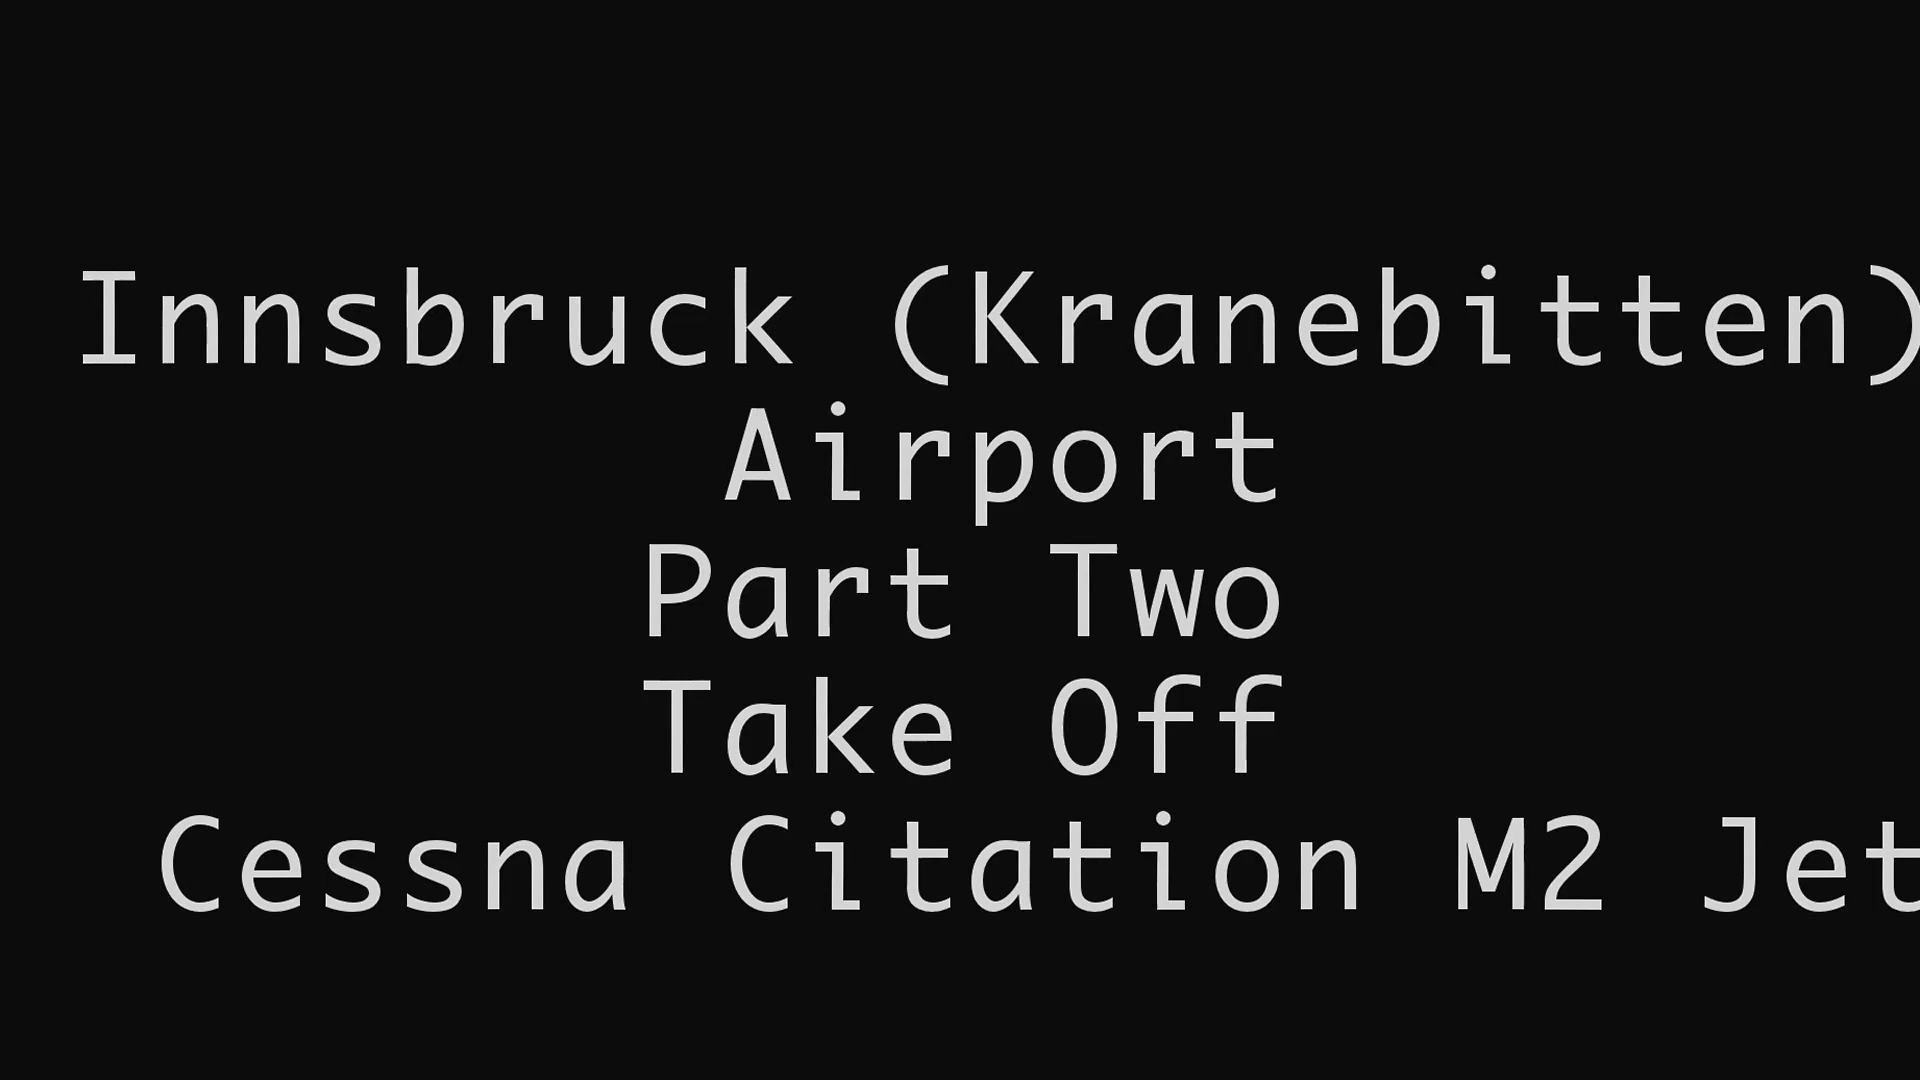 Innsbruck (Kranebitten)
Airport
Part Two
Take Off
Cessna Citation M2 Jet